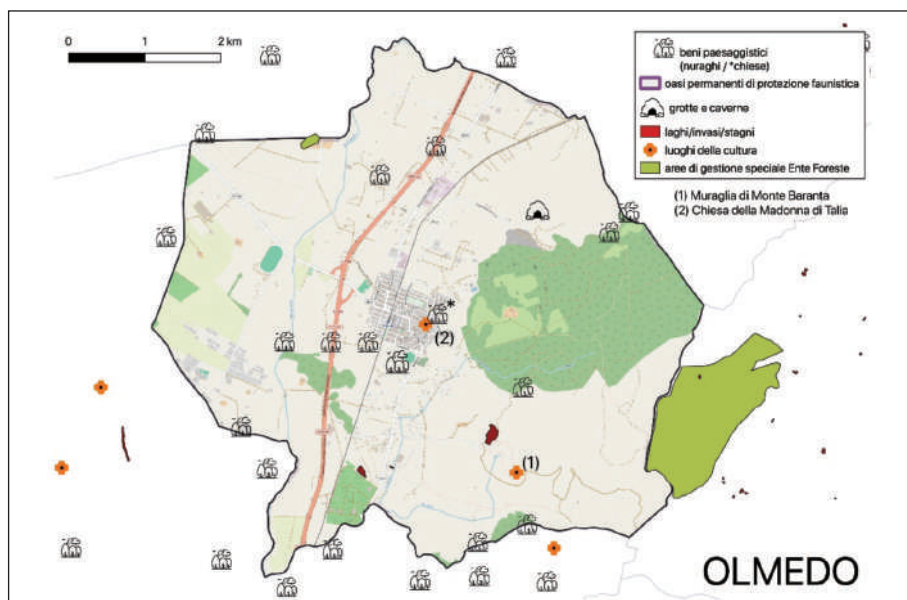 0 1 2 km
beni paesaggistici
(nuraghi / *chiese)
oasi permanenti di protezione faunistica
grotte e caverne
laghi/invasi/stagni
luoghi della cultura
aree di gestione speciale Ente Foreste
(1) Muraglia di Monte Baranta
(2) Chiesa della Madonna di Talia
*
(2)
(1)
OLMEDO